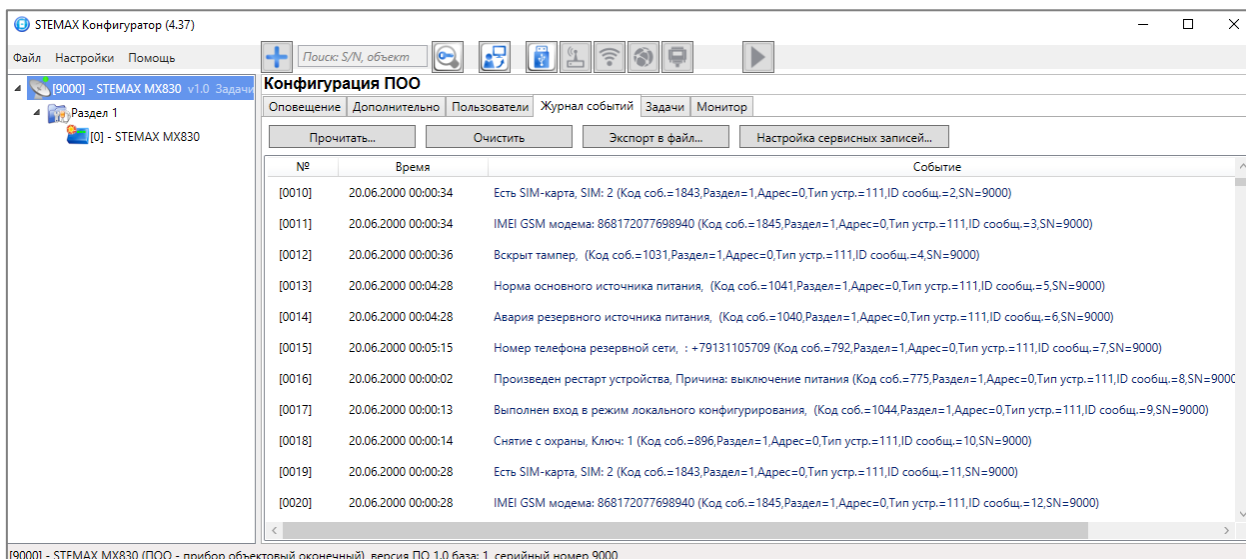 STEMAX Конфигуратор (4.37)
Файл Настройки Помощь
Поиск: S/N, объект
[9000] - STEMAX MX830 v1.0 Задачи
Раздел 1
[0] - STEMAX MX830
Конфигурация ПОО
Оповещение Дополнительно Пользователи Журнал событий Задачи Монитор
Прочитать... Очистить Экспорт в файл... Настройка сервисных записей...
№ Время Событие
[0010] 20.06.2000 00:00:34 Есть SIM-карта, SIM: 2 (Код соб.=1843,Раздел=1,Адрес=0,Тип устр.=111,ID сообщ.=2,SN=9000)
[0011] 20.06.2000 00:00:34 IMEI GSM модема: 868172077698940 (Код соб.=1845,Раздел=1,Адрес=0,Тип устр.=111,ID сообщ.=3,SN=9000)
[0012] 20.06.2000 00:00:36 Вскрыт тампер, (Код соб.=1031,Раздел=1,Адрес=0,Тип устр.=111,ID сообщ.=4,SN=9000)
[0013] 20.06.2000 00:04:28 Норма основного источника питания, (Код соб.=1041,Раздел=1,Адрес=0,Тип устр.=111,ID сообщ.=5,SN=9000)
[0014] 20.06.2000 00:04:28 Авария резервного источника питания, (Код соб.=1040,Раздел=1,Адрес=0,Тип устр.=111,ID сообщ.=6,SN=9000)
[0015] 20.06.2000 00:05:15 Номер телефона резервной сети, : +79131105709 (Код соб.=792,Раздел=1,Адрес=0,Тип устр.=111,ID сообщ.=7,SN=9000)
[0016] 20.06.2000 00:00:02 Произведен рестарт устройства, Причина: выключение питания (Код соб.=775,Раздел=1,Адрес=0,Тип устр.=111,ID сообщ.=8,SN=9000
[0017] 20.06.2000 00:00:13 Выполнен вход в режим локального конфигурирования, (Код соб.=1044,Раздел=1,Адрес=0,Тип устр.=111,ID сообщ.=9,SN=9000)
[0018] 20.06.2000 00:00:14 Снятие с охраны, Ключ: 1 (Код соб.=896,Раздел=1,Адрес=0,Тип устр.=111,ID сообщ.=10,SN=9000)
[0019] 20.06.2000 00:00:28 Есть SIM-карта, SIM: 2 (Код соб.=1843,Раздел=1,Адрес=0,Тип устр.=111,ID сообщ.=11,SN=9000)
[0020] 20.06.2000 00:00:28 IMEI GSM модема: 868172077698940 (Код соб.=1845,Раздел=1,Адрес=0,Тип устр.=111,ID сообщ.=12,SN=9000)
[9000] - STEMAX MX830 (ПОО - прибор объектовый оконечный), версия ПО 1.0 база: 1, серийный номер 9000